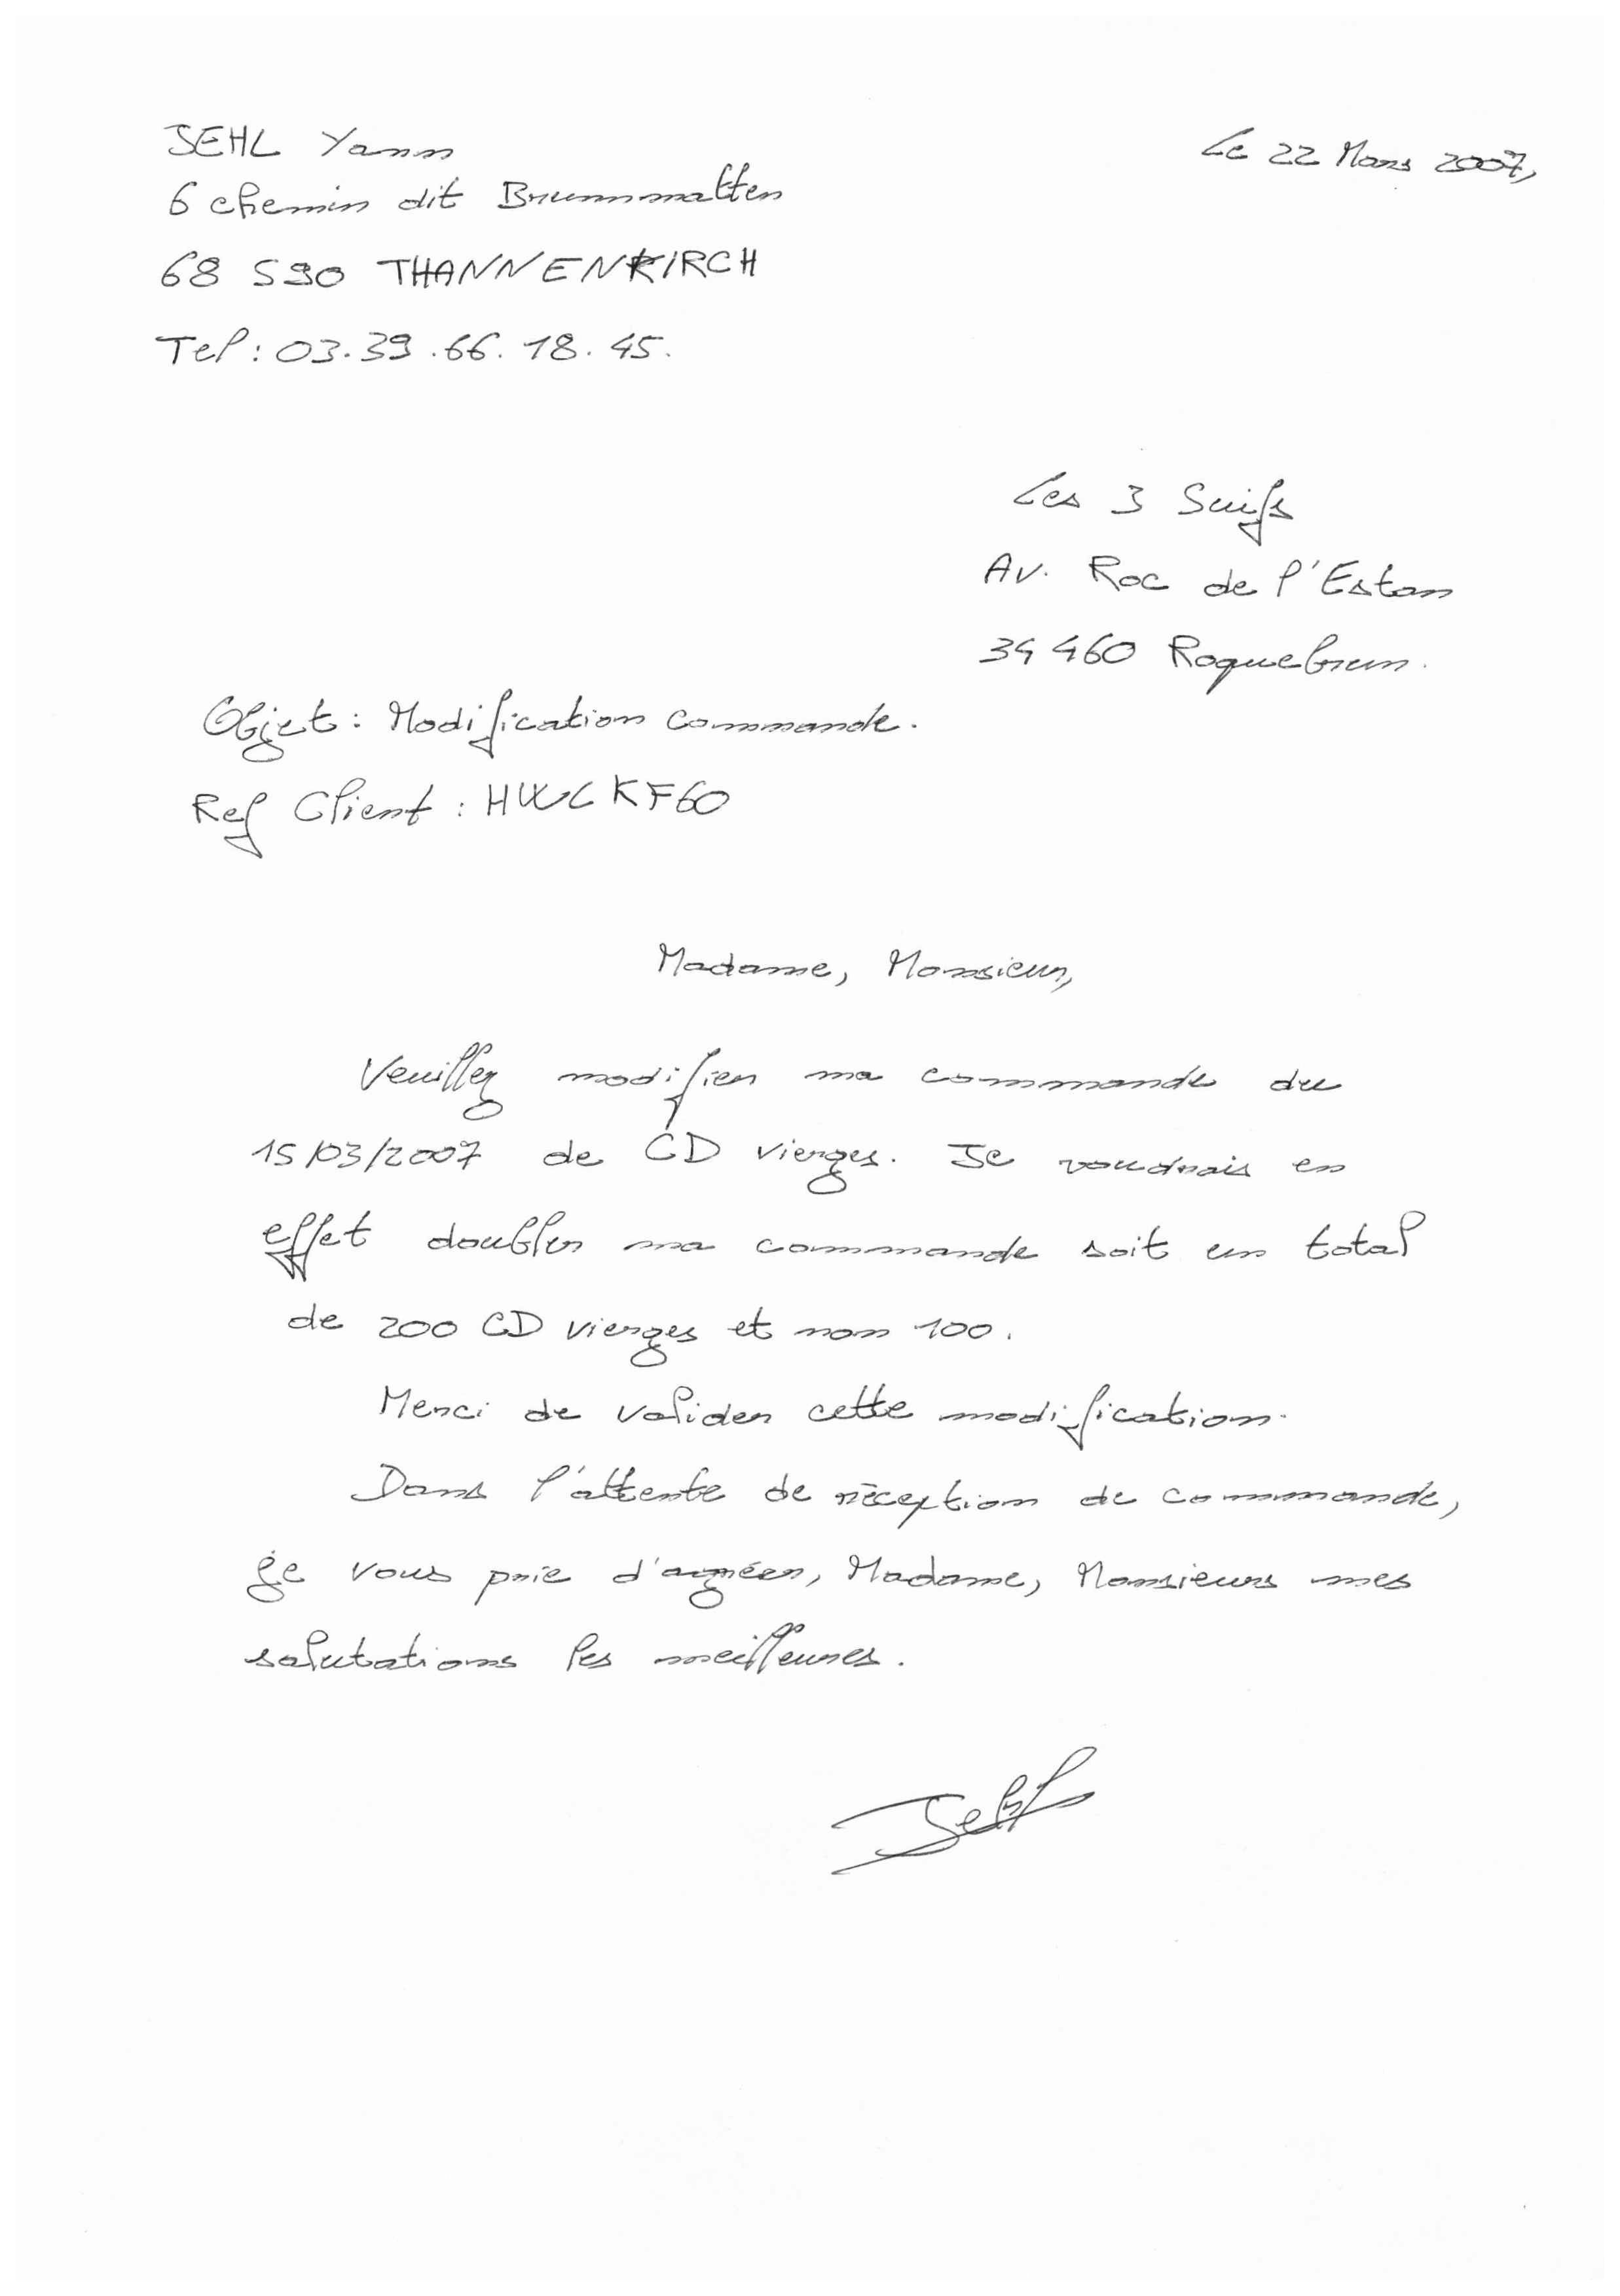 JEHL Yann
Le 22 Mars 2007,
6 chemin dit Brunnmatten
68 590 THANNENKIRCH
Tel : 03.39.66.18.45.
Les 3 Suifs
Av. Roc de l'Estan
34 460 Roquebrun.
Objet : Modification commande.
Ref Client : HWLKF60
Madame, Monsieur,
Veuillez modifier ma commande du
15/03/2007 de CD vierges. Je voudrais en
effet doubler ma commande soit un total
de 200 CD vierges et non 100.
Merci de valider cette modification.
Dans l'attente de réception de commande,
je vous prie d'agréer, Madame, Monsieurs mes
salutations les meilleures.
Jehl